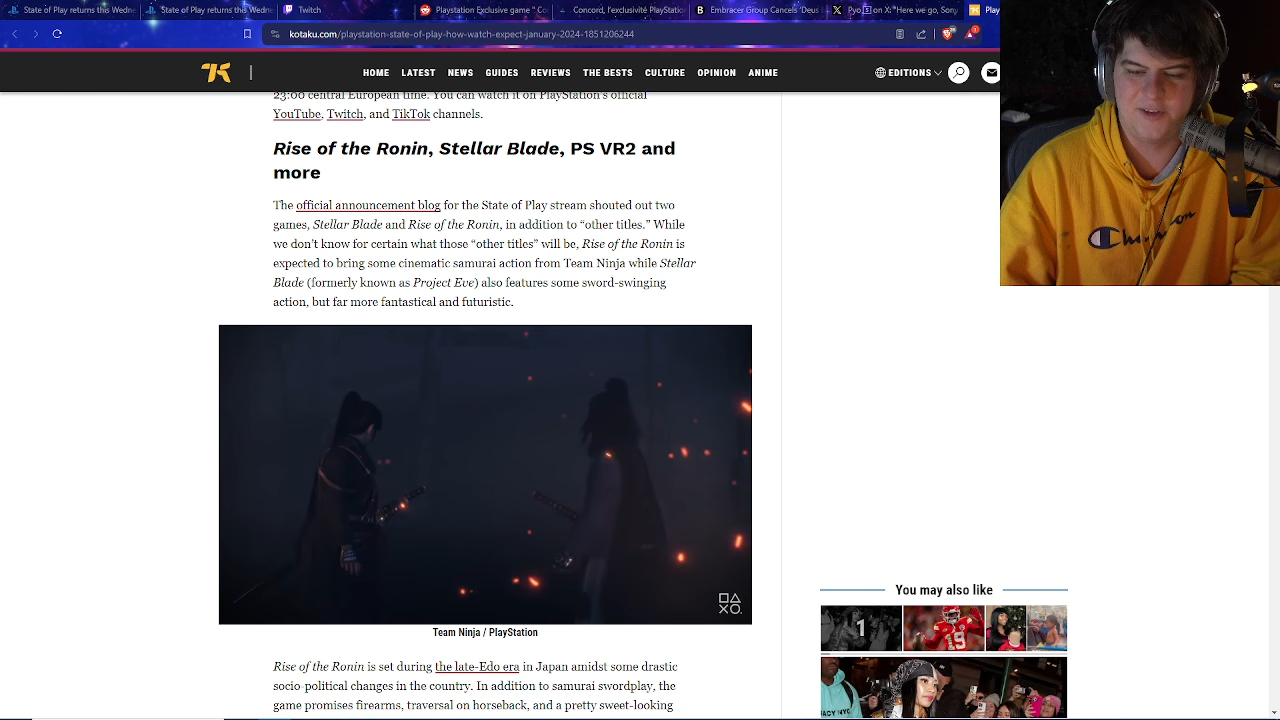 State of Play returns this Wedne
State of Play returns this Wedne
Twitch
PlayStation Exclusive game ". Co
Concord, l'exclusivité PlayStatio
Embracer Group Cancels 'Deus
on X: "Here we go, Sony
Play
kotaku.com/playstation-state-of-play-how-watch-expect-january-2024-1851206244
HOME LATEST NEWS GUIDES REVIEWS THE BESTS CULTURE OPINION ANIME
EDITIONS
23:00 central European time. You can watch it on PlayStation's official
YouTube, Twitch, and TikTok channels.
Rise of the Ronin, Stellar Blade, PS VR2 and
more
The official announcement blog for the State of Play stream shouted out two
games, Stellar Blade and Rise of the Ronin, in addition to “other titles.” While
we don’t know for certain what those “other titles” will be, Rise of the Ronin is
expected to bring some cinematic samurai action from Team Ninja while Stellar
Blade (formerly known as Project Eve) also features some sword-swinging
action, but far more fantastical and futuristic.
Team Ninja / PlayStation
Rise of the Ronin is set during the late-Edo era in Japan amidst some drastic
socio-political changes in the country. In addition to samurai swordplay, the
game promises firearms, traversal on horseback, and a pretty sweet-looking
You may also like
1
19
Champion